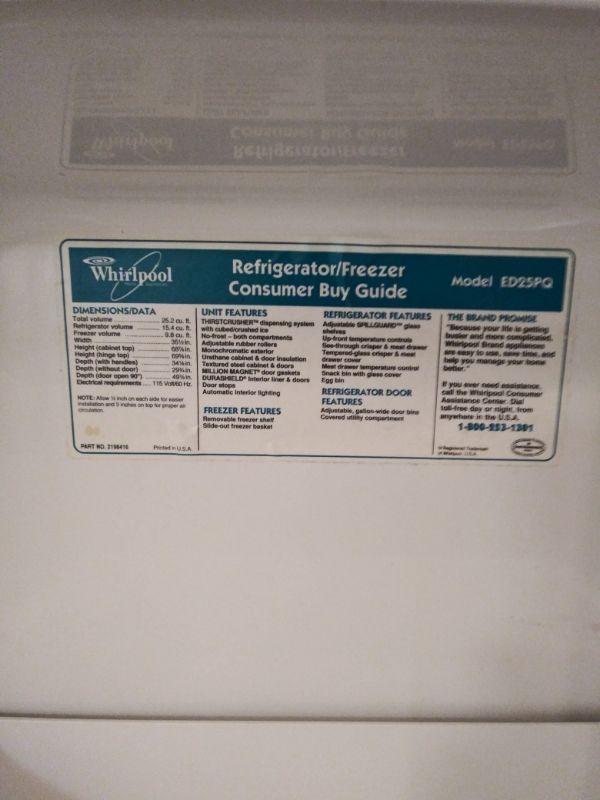 Whirlpool
Refrigerator/Freezer
Consumer Buy Guide
Model ED25PQ
DIMENSIONS/DATA
Total volume 25.2 cu. ft.
Refrigerator volume 15.4 cu. ft.
Freezer volume 9.8 cu. ft.
Width
Height (cabinet top)
Height (hinge top)
Depth (with handles)
Depth (without door)
Depth (door open 90°)
Electrical requirements 115 Volt/60 Hz.
NOTE: Allow ½ inch on each side for easier
installation and 5 inches on top for proper air
circulation.
PART NO. 2198416
Printed in U.S.A.
UNIT FEATURES
THIRSTCRUSHER™ dispensing system
with cubed/crushed ice
No-frost – both compartments
Adjustable rubber rollers
Monochromatic exterior
Urethane cabinet & door insulation
Textured steel cabinet & doors
MILLION MAGNET® door gaskets
DURASHIELD® interior liner & doors
Door stops
Automatic interior lighting
FREEZER FEATURES
Removable freezer shelf
Slide-out freezer basket
REFRIGERATOR FEATURES
Adjustable SPILLGUARD™ glass
shelves
Up-front temperature controls
See-through crisper & meat drawer
Tempered-glass crisper & meat
drawer cover
Meat drawer temperature control
Snack bin with glass cover
Egg bin
REFRIGERATOR DOOR
FEATURES
Adjustable, gallon-wide door bins
Covered utility compartment
THE BRAND PROMISE
"Because your life is getting
busier and more complicated,
Whirlpool Brand appliances
are easy to use, save time, and
help you manage your home
better."
If you ever need assistance,
call the Whirlpool Consumer
Assistance Center. Dial
toll-free day or night, from
anywhere in the U.S.A.
1-800-253-1301
® Registered Trademark
of Whirlpool, U.S.A.